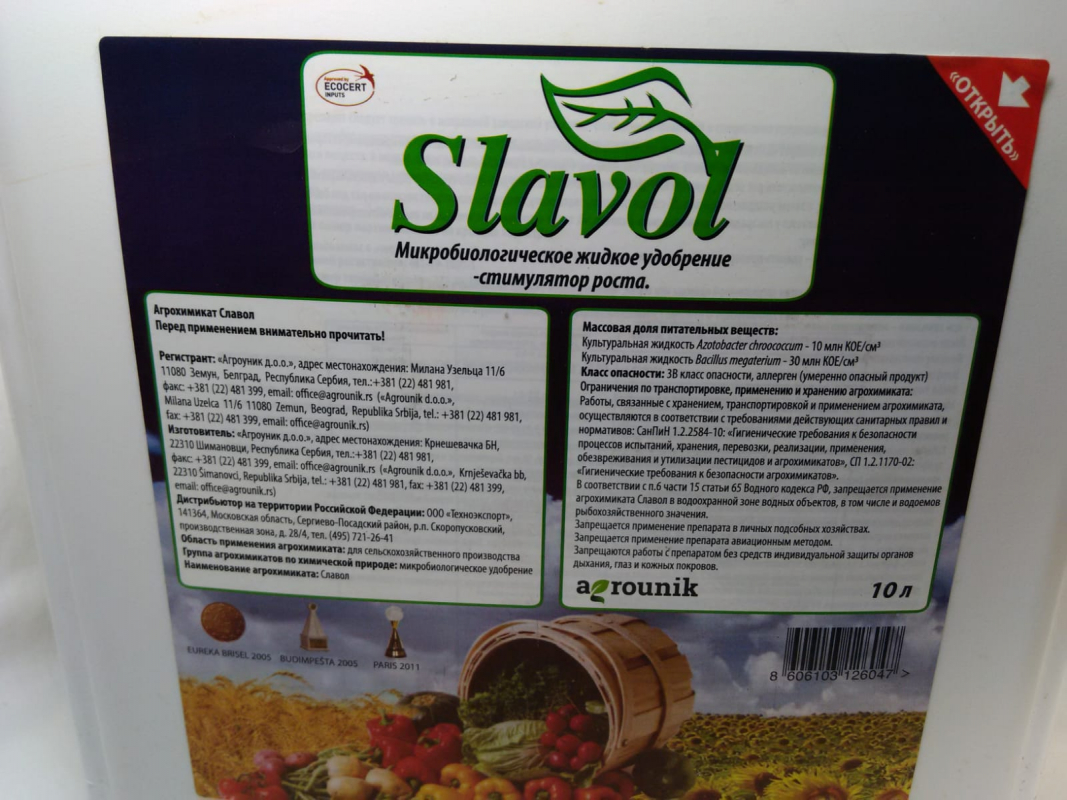 Approved by
ECOCERT
INPUTS
«ОТКРЫТЬ»
Slavol
Микробиологическое жидкое удобрение
-стимулятор роста.
Агрохимикат Славол
Перед применением внимательно прочитать!
Регистрант: «Агроуник д.о.о.», адрес местонахождения: Милана Узельца 11/6
11080 Земун, Белград, Республика Сербия, тел.:+381 (22) 481 981,
факс: +381 (22) 481 399, email: office@agrounik.rs («Agrounik d.o.o.»,
Milana Uzelca 11/6 11080 Zemun, Beograd, Republika Srbija, tel.: +381 (22) 481 981,
fax: +381 (22) 481 399, email: office@agrounik.rs)
Изготовитель: «Агроуник д.о.о.», адрес местонахождения: Крнешевачка БН,
22310 Шимановци, Республика Сербия, тел.:+381 (22) 481 981,
факс: +381 (22) 481 399, email: office@agrounik.rs («Agrounik d.o.o.», Krnješevačka bb,
22310 Šimanovci, Republika Srbija, tel.: +381 (22) 481 981, fax: +381 (22) 481 399,
email: office@agrounik.rs)
Дистрибьютор на территории Российской Федерации: ООО «Техноэкспорт»,
141364, Московская область, Сергиево-Посадский район, р.п. Скоропусковский,
производственная зона, д. 28/4, тел. (495) 721-26-41
Область применения агрохимиката: для сельскохозяйственного производства
Группа агрохимикатов по химической природе: микробиологическое удобрение
Наименование агрохимиката: Славол
Массовая доля питательных веществ:
Культуральная жидкость Azotobacter chroococcum - 10 млн КОЕ/см³
Культуральная жидкость Bacillus megaterium - 30 млн КОЕ/см³
Класс опасности: 3В класс опасности, аллерген (умеренно опасный продукт)
Ограничения по транспортировке, применению и хранению агрохимиката:
Работы, связанные с хранением, транспортировкой и применением агрохимиката,
осуществляются в соответствии с требованиями действующих санитарных правил и
нормативов: СанПиН 1.2.2584-10: «Гигиенические требования к безопасности
процессов испытаний, хранения, перевозки, реализации, применения,
обезвреживания и утилизации пестицидов и агрохимикатов», СП 1.2.1170-02:
«Гигиенические требования к безопасности агрохимикатов».
В соответствии с п.6 части 15 статьи 65 Водного кодекса РФ, запрещается применение
агрохимиката Славол в водоохранной зоне водных объектов, в том числе и водоемов
рыбохозяйственного значения.
Запрещается применение препарата в личных подсобных хозяйствах.
Запрещается применение препарата авиационным методом.
Запрещаются работы с препаратом без средств индивидуальной защиты органов
дыхания, глаз и кожных покровов.
agrounik
10 л
EUREKA BRISEL 2005
BUDIMPEŠTA 2005
PARIS 2011
8 606103 126047 >